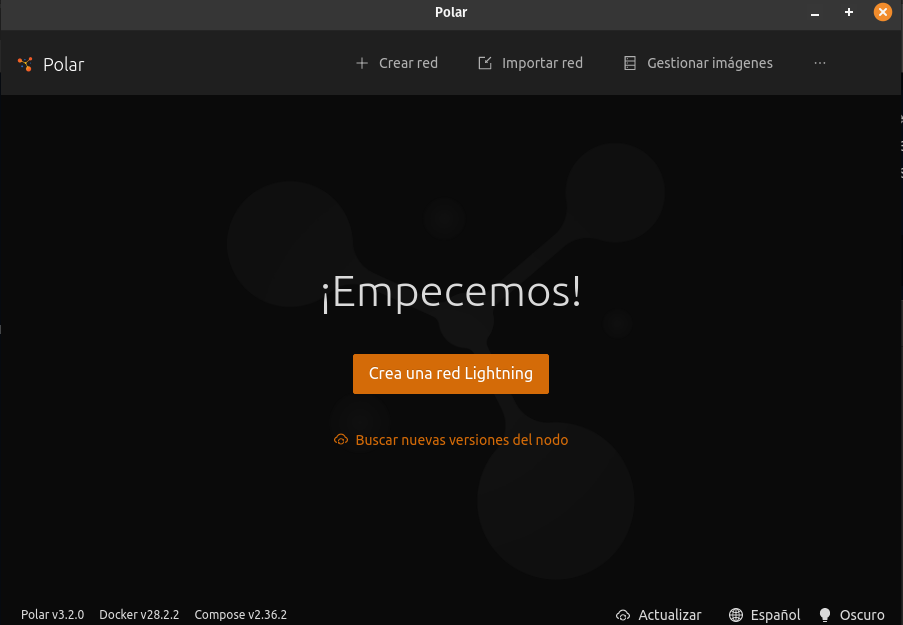 Polar
Polar
Crear red
Importar red
Gestionar imágenes
...
¡Empecemos!
Crea una red Lightning
Buscar nuevas versiones del nodo
Polar v3.2.0 Docker v28.2.2 Compose v2.36.2
Actualizar Español Oscuro